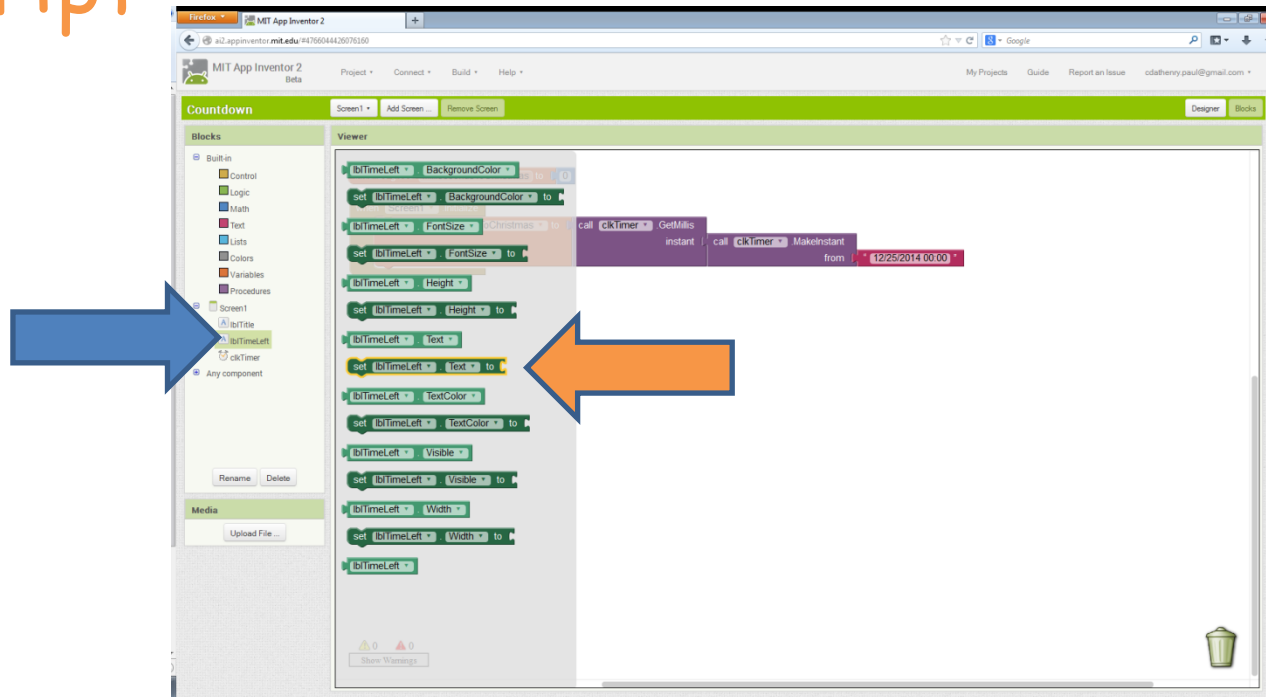 Firefox
MIT App Inventor 2
ai2.appinventor.mit.edu/#4766044426076160
Google
MIT App Inventor 2
Beta
Project
Connect
Build
Help
My Projects
Guide
Report an Issue
cdathenry.paul@gmail.com
Countdown
Screen1
Add Screen ...
Remove Screen
Designer
Blocks
Blocks
Viewer
Built-in
Control
Logic
Math
Text
Lists
Colors
Variables
Procedures
Screen1
lblTitle
lblTimeLeft
clkTimer
Any component
Rename
Delete
Media
Upload File ...
lblTimeLeft . BackgroundColor
set lblTimeLeft . BackgroundColor to
lblTimeLeft . FontSize
set lblTimeLeft . FontSize to
lblTimeLeft . Height
set lblTimeLeft . Height to
lblTimeLeft . Text
set lblTimeLeft . Text to
lblTimeLeft . TextColor
set lblTimeLeft . TextColor to
lblTimeLeft . Visible
set lblTimeLeft . Visible to
lblTimeLeft . Width
set lblTimeLeft . Width to
lblTimeLeft
to 0
Screen1
Christmas to
call clkTimer .GetMillis
instant
call clkTimer .MakeInstant
from
" 12/25/2014 00:00 "
0
0
Show Warnings